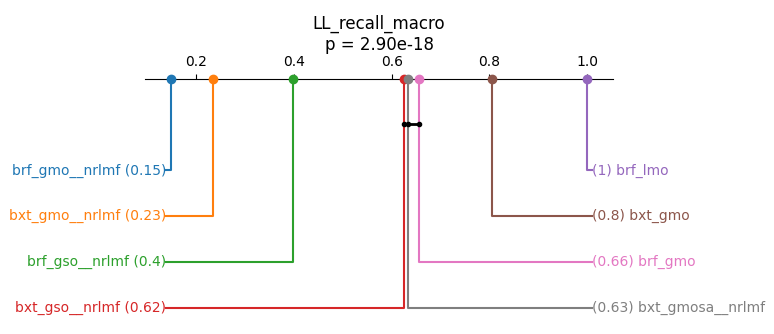 LL_recall_macro
p = 2.90e-18
0.2 0.4 0.6 0.8 1.0
brf_gmo__nrlmf (0.15) (1) brf_lmo
bxt_gmo__nrlmf (0.23) (0.8) bxt_gmo
brf_gso__nrlmf (0.4) (0.66) brf_gmo
bxt_gso__nrlmf (0.62) (0.63) bxt_gmosa__nrlmf